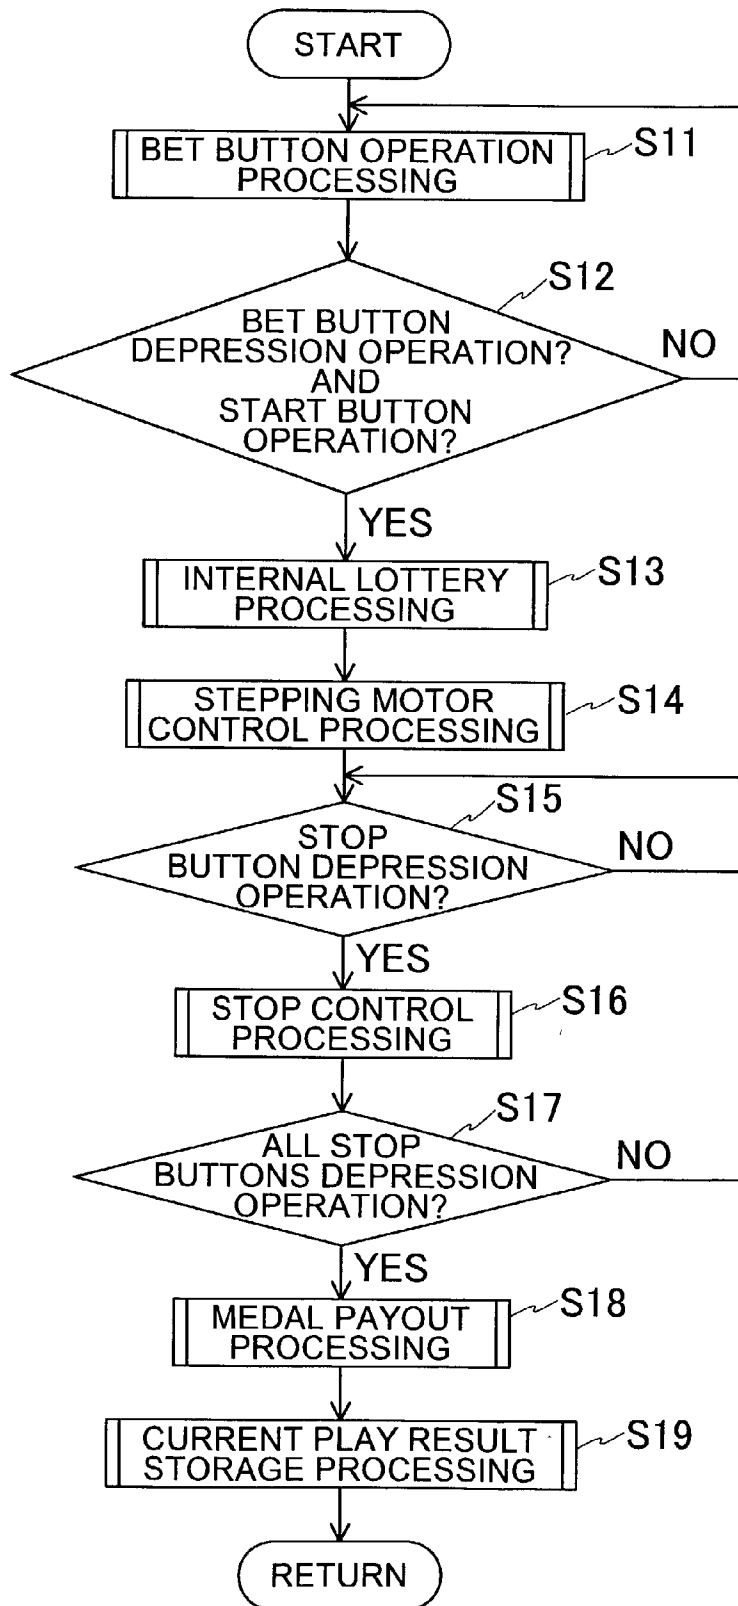 START
BET BUTTON OPERATION
PROCESSING
S11
S12
BET BUTTON
DEPRESSION OPERATION?
AND
START BUTTON
OPERATION?
NO
YES
INTERNAL LOTTERY
PROCESSING
S13
STEPPING MOTOR
CONTROL PROCESSING
S14
S15
STOP
BUTTON DEPRESSION
OPERATION?
NO
YES
STOP CONTROL
PROCESSING
S16
S17
ALL STOP
BUTTONS DEPRESSION
OPERATION?
NO
YES
MEDAL PAYOUT
PROCESSING
S18
CURRENT PLAY RESULT
STORAGE PROCESSING
S19
RETURN